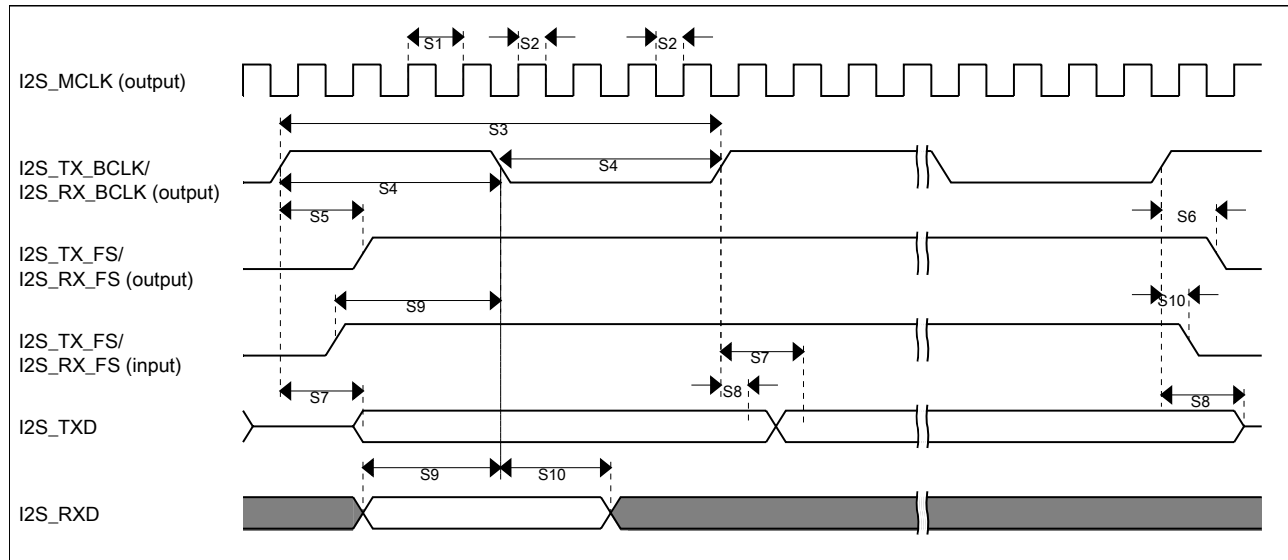 S1
S2
S2
I2S_MCLK (output)
S3
I2S_TX_BCLK/
I2S_RX_BCLK (output)
S4
S4
S5
S6
I2S_TX_FS/
I2S_RX_FS (output)
S9
S10
I2S_TX_FS/
I2S_RX_FS (input)
S7
S7
S8
S8
I2S_TXD
S9
S10
I2S_RXD